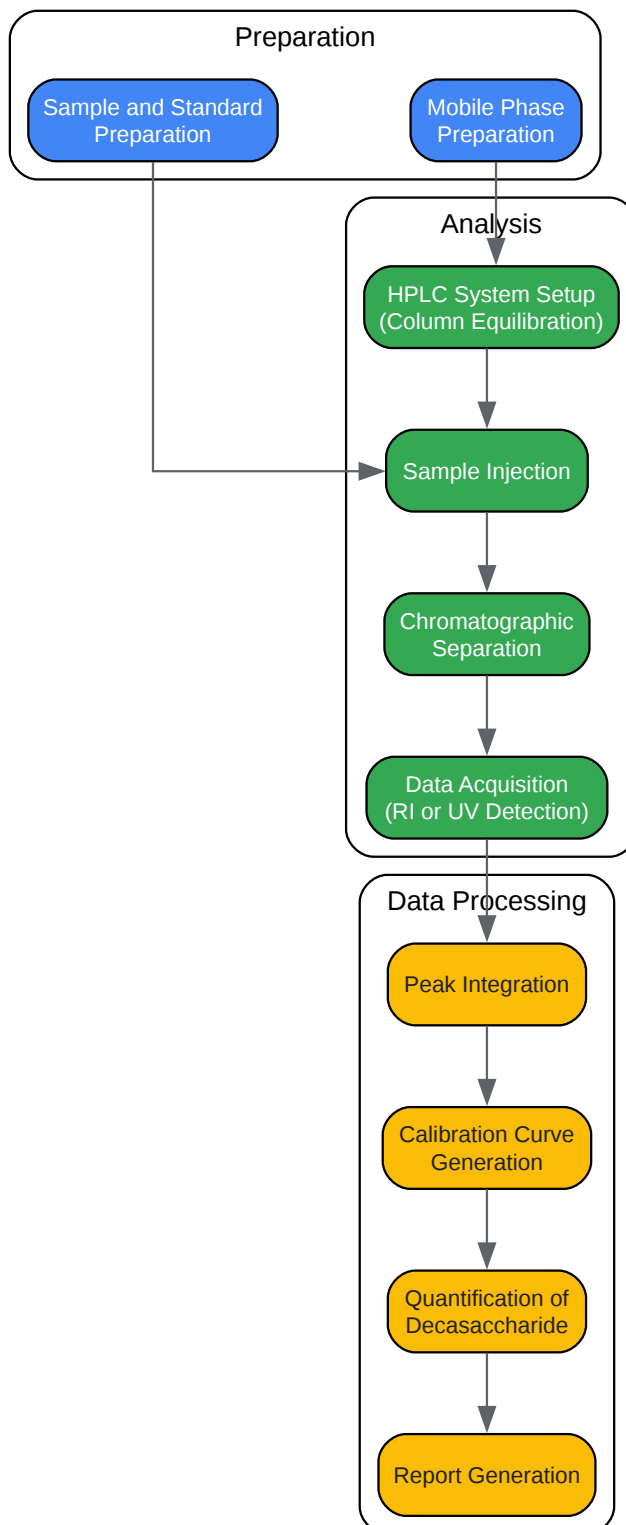 Preparation
Sample and Standard
Preparation
Mobile Phase
Preparation
Analysis
HPLC System Setup
(Column Equilibration)
Sample Injection
Chromatographic
Separation
Data Acquisition
(RI or UV Detection)
Data Processing
Peak Integration
Calibration Curve
Generation
Quantification of
Decasaccharide
Report Generation